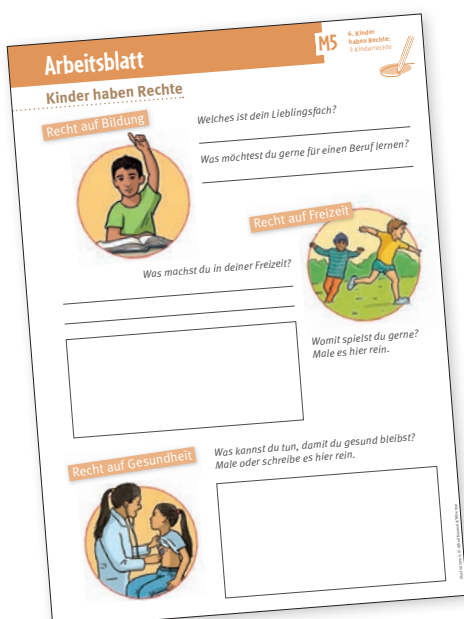 Arbeitsblatt
M5
6. Kinder
haben Rechte:
3 Kinderrechte
Kinder haben Rechte
Recht auf Bildung
Welches ist dein Lieblingsfach?
Was möchtest du gerne für einen Beruf lernen?
Recht auf Freizeit
Was machst du in deiner Freizeit?
Womit spielst du gerne?
Male es hier rein.
Recht auf Gesundheit
Was kannst du tun, damit du gesund bleibst?
Male oder schreibe es hier rein.